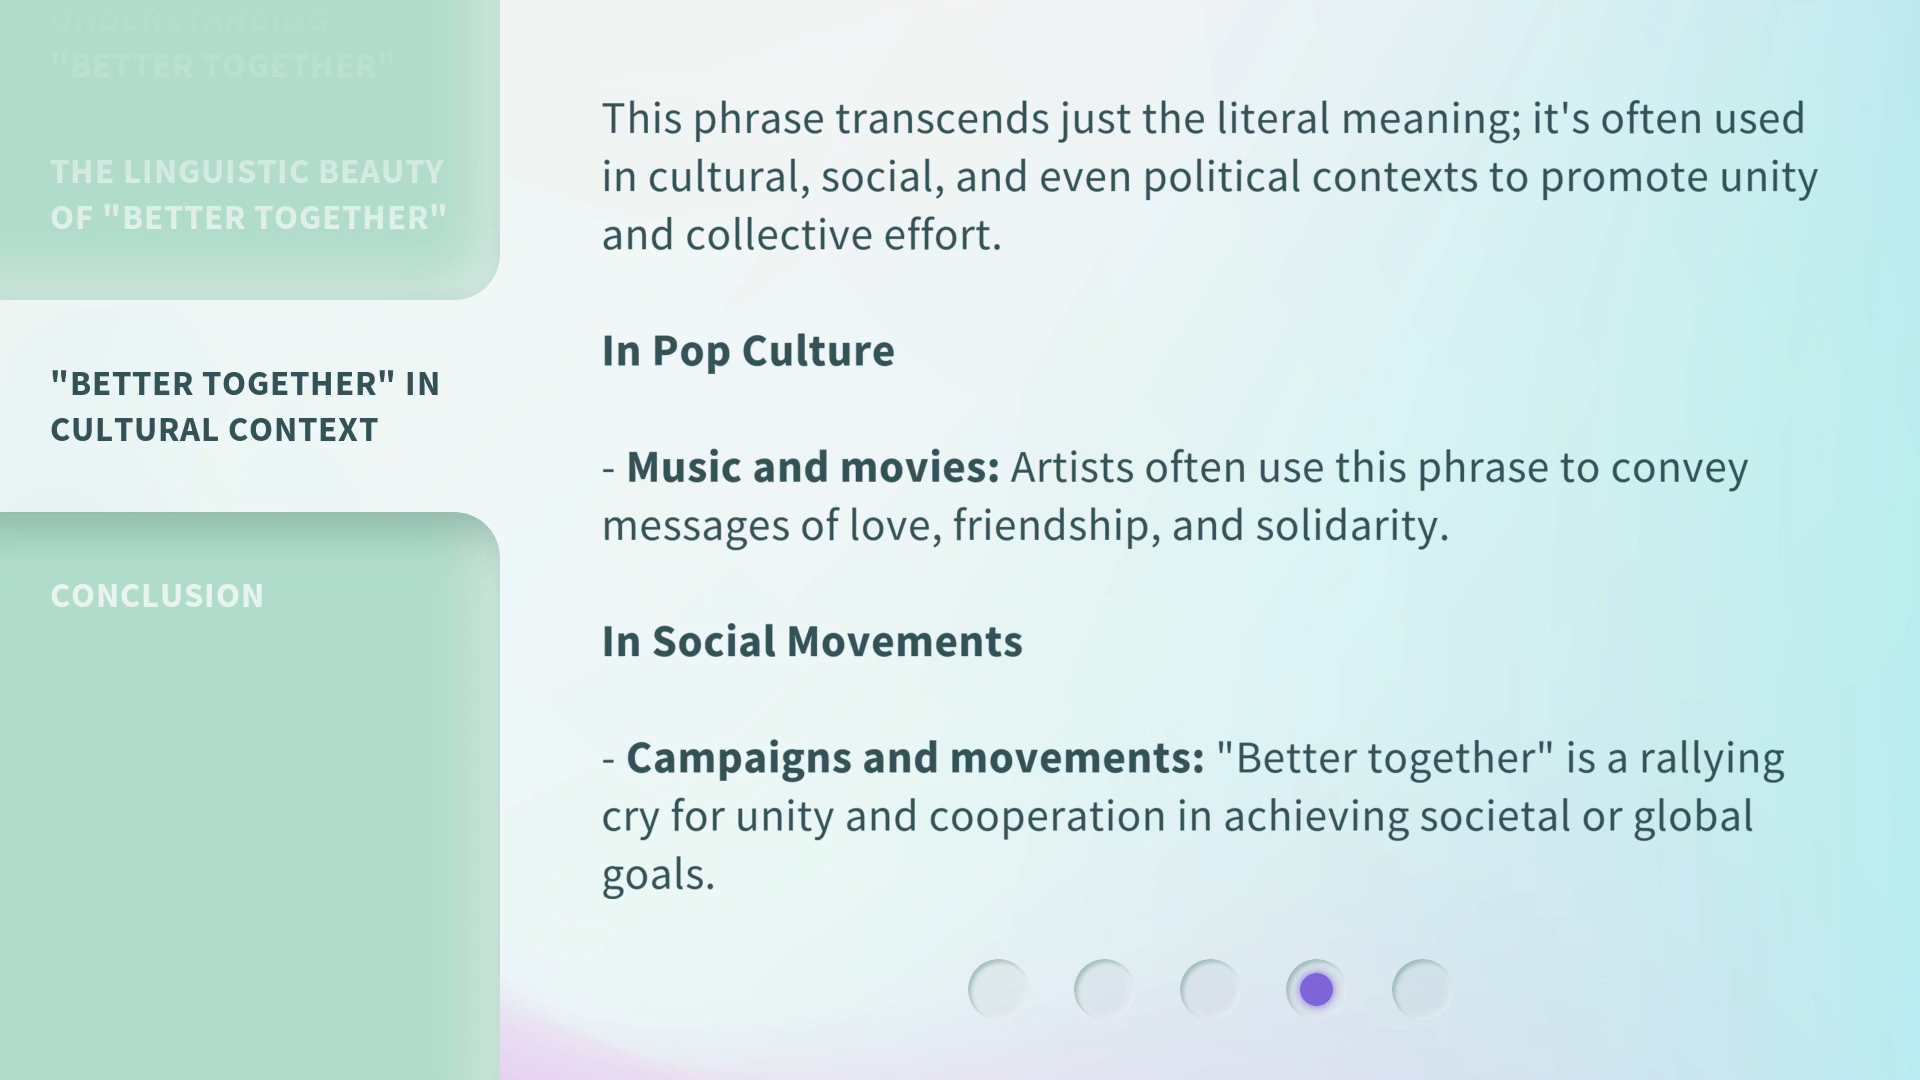 UNDERSTANDING
"BETTER TOGETHER"
THE LINGUISTIC BEAUTY
OF "BETTER TOGETHER"
"BETTER TOGETHER" IN
CULTURAL CONTEXT
CONCLUSION
This phrase transcends just the literal meaning; it's often used
in cultural, social, and even political contexts to promote unity
and collective effort.
In Pop Culture
- Music and movies: Artists often use this phrase to convey
messages of love, friendship, and solidarity.
In Social Movements
- Campaigns and movements: "Better together" is a rallying
cry for unity and cooperation in achieving societal or global
goals.